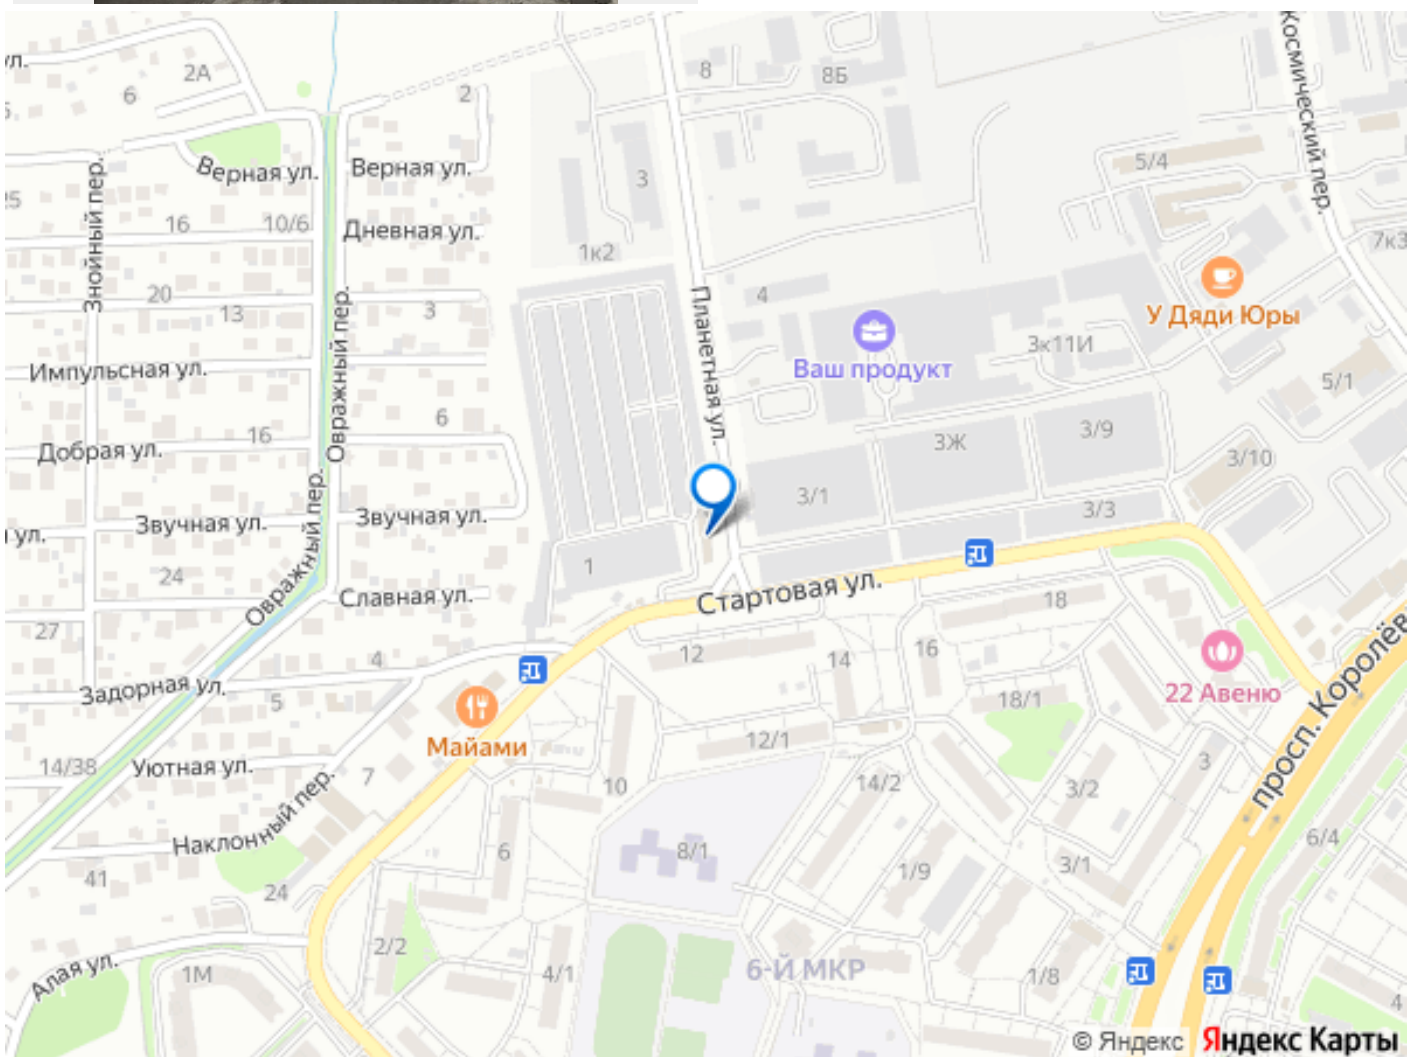 ул.
2А
6
2
8
8Б
Космический пер.
Верная ул.
Верная ул.
3
5/4
Знойный пер.
25
16
10/6
Дневная ул.
1к2
7к3
У Дяди Юры
20
13
3
Овражный пер.
Планетная ул.
4
Ваш продукт
3к11И
5/1
Импульсная ул.
6
16
Добрая ул.
3Ж
3/9
3/10
3/1
3/3
Звучная ул.
Звучная ул.
ул.
Овражный пер.
24
1
Славная ул.
Стартовая ул.
18
27
4
12
14
16
Задорная ул.
5
22 Авеню
18/1
просп. Королёв
Майами
12/1
14/38
Уютная ул.
7
10
14/2
3/2
3
Наклонный пер.
6
8/1
1/9
3/1
6/4
41
24
2/2
4/1
6-Й МКР
1/8
Алая ул.
1М
4
© Яндекс Яндекс Карты